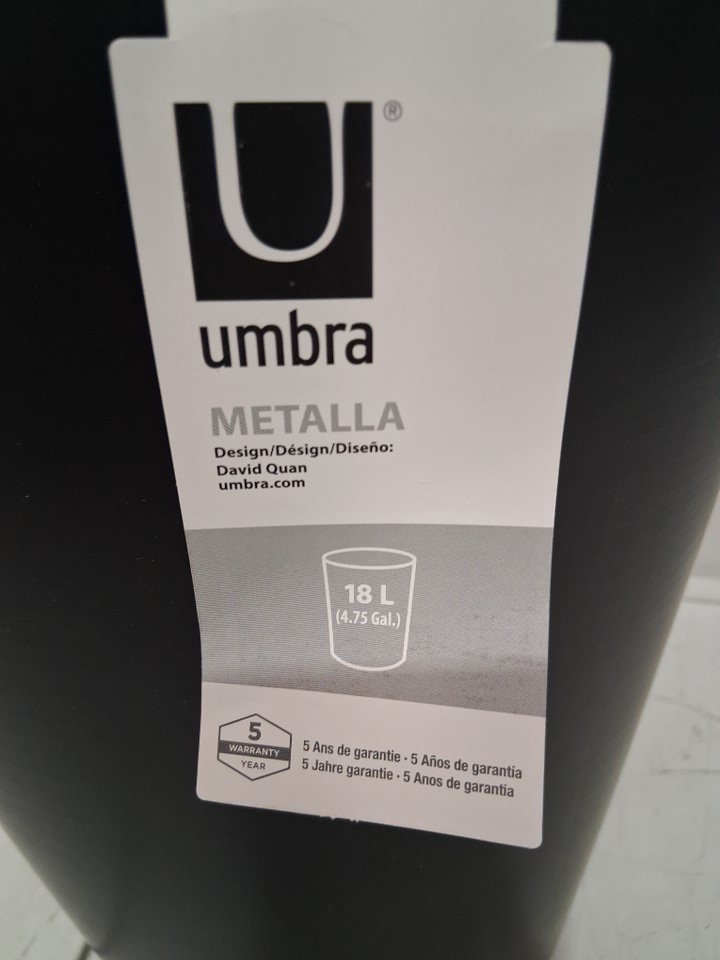 U®
umbra
METALLA
Design/Désign/Diseño:
David Quan
umbra.com
18 L
(4.75 Gal.)
5
WARRANTY
YEAR
5 Ans de garantie · 5 Años de garantía
5 Jahre garantie · 5 Anos de garantia